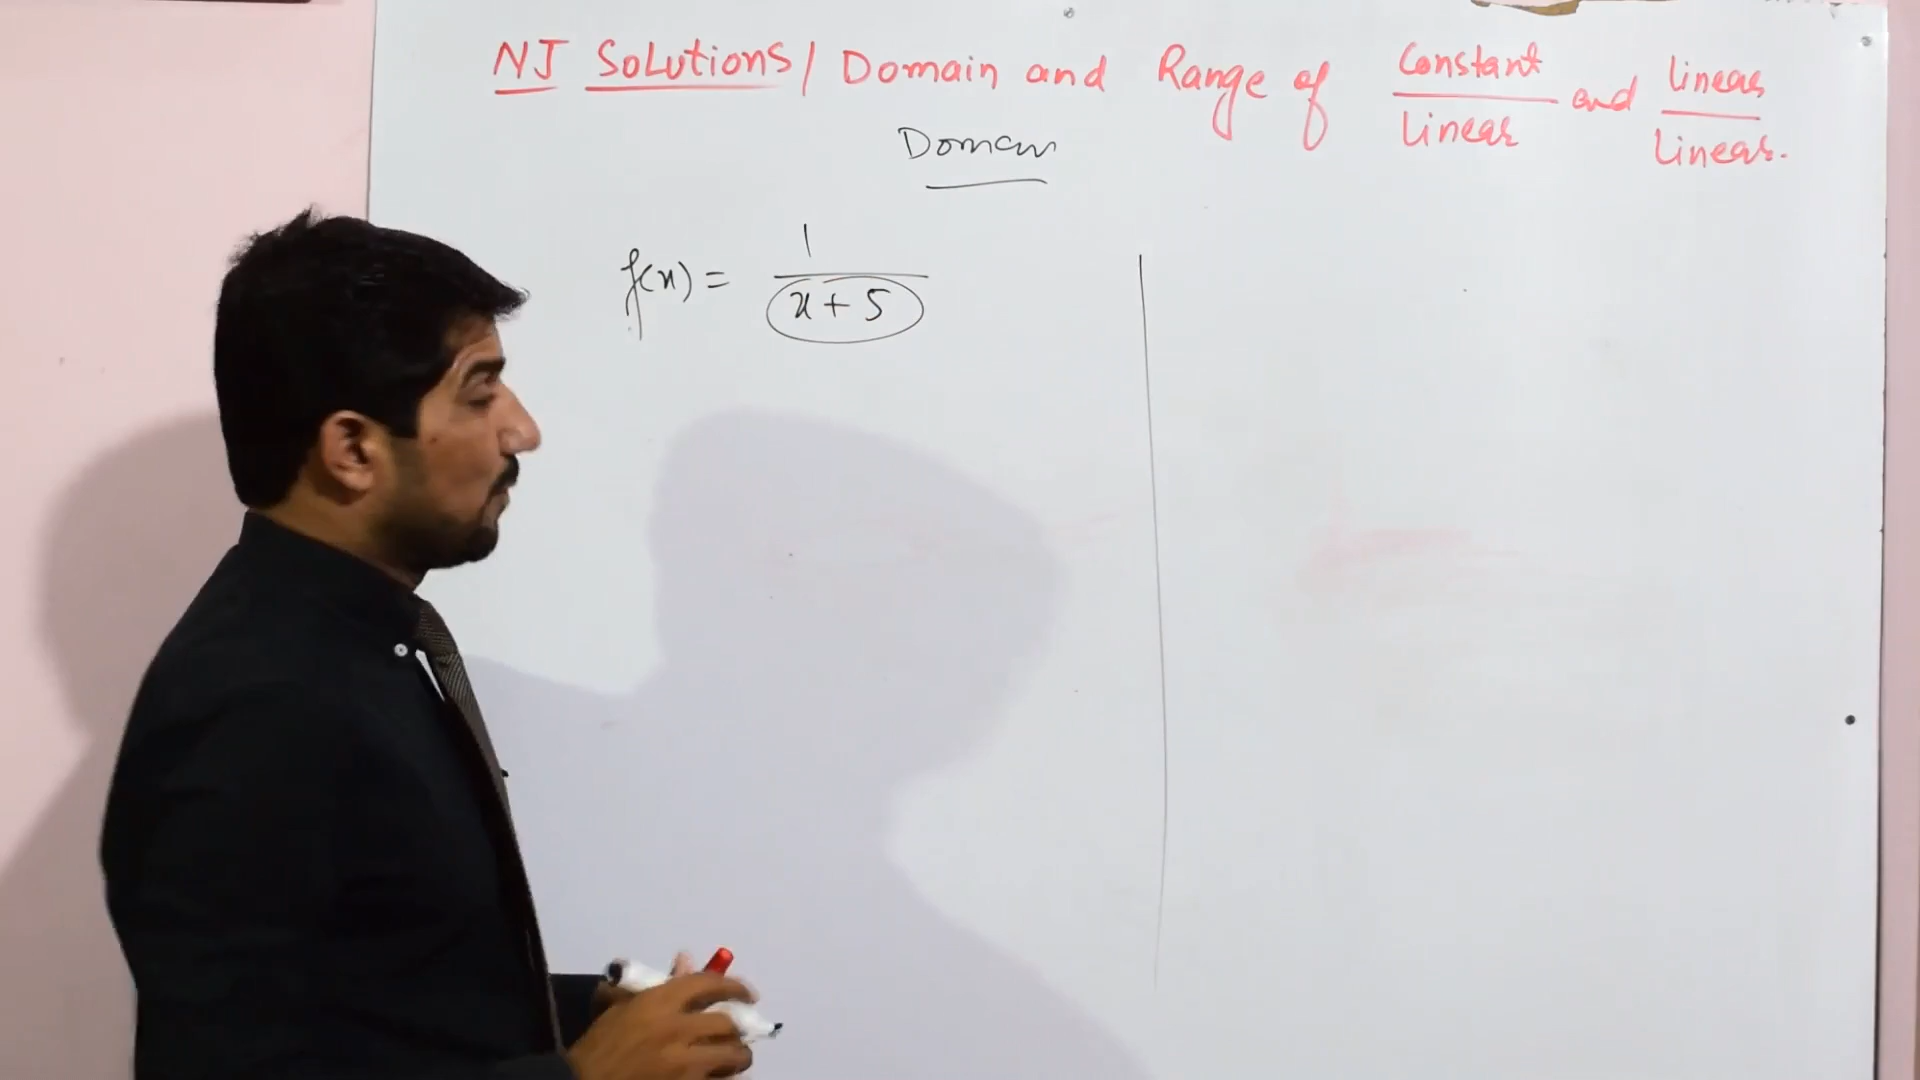 NJ Solutions / Domain and Range of Constant/Linear and Linear/Linear.
Domain
f(x) = 1/(x + 5)